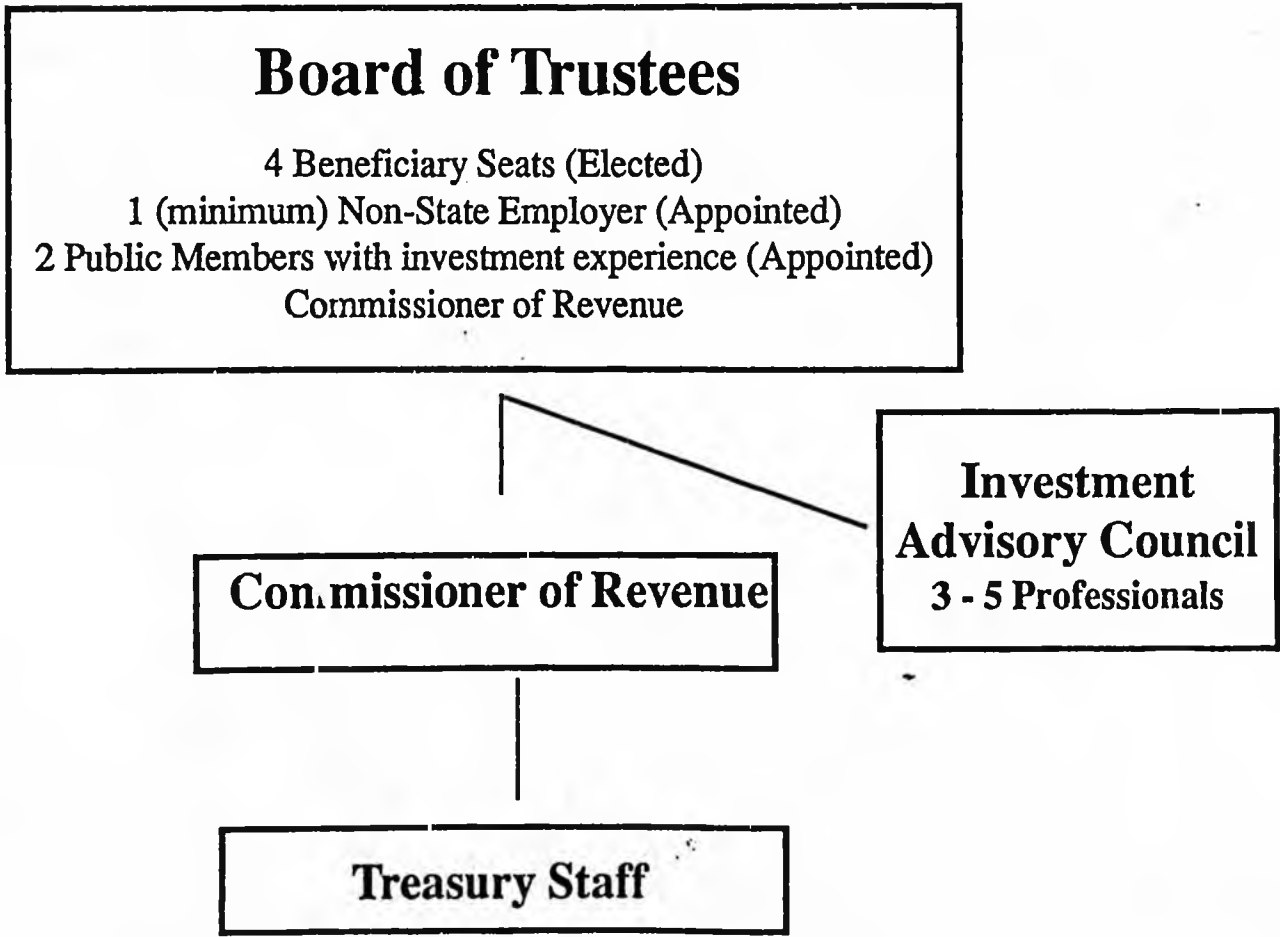 Board of Trustees
4 Beneficiary Seats (Elected)
1 (minimum) Non-State Employer (Appointed)
2 Public Members with investment experience (Appointed)
Commissioner of Revenue
Investment
Advisory Council
3 - 5 Professionals
Commissioner of Revenue
Treasury Staff